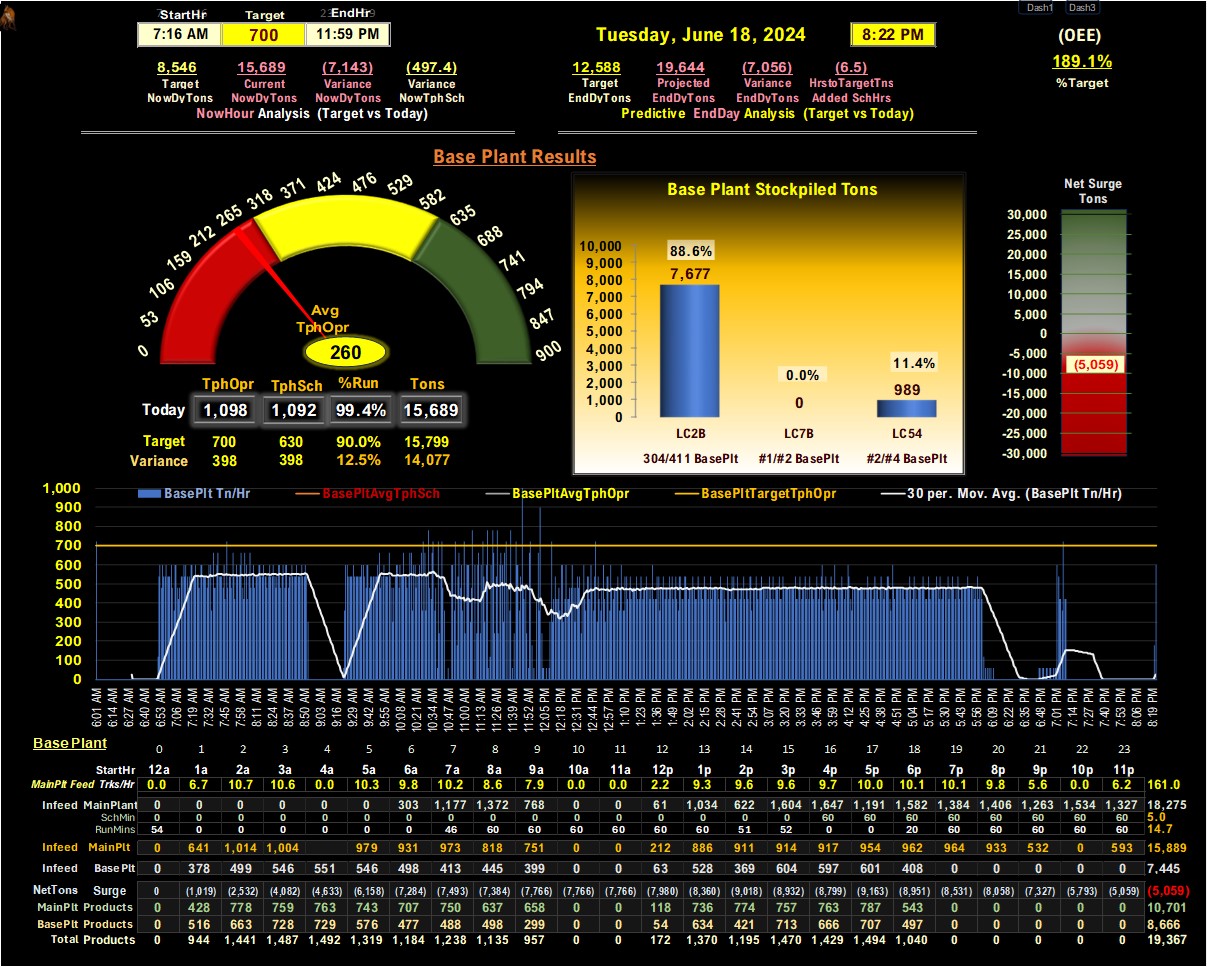 Dash1 Dash3
StartHr Target EndHr
7:16 AM 700 11:59 PM
Tuesday, June 18, 2024 8:22 PM
(OEE)
189.1%
%Target
8,546 15,689 (7,143) (497.4)
Target Current Variance Variance
NowDyTons NowDyTons NowDyTons NowTphSch
NowHour Analysis (Target vs Today)
12,588 19,644 (7,056) (6.5)
Target Projected Variance HrstoTargetTns
EndDyTons EndDyTons EndDyTons Added SchHrs
Predictive EndDay Analysis (Target vs Today)
Base Plant Results
0 53 106 159 212 265 318 371 424 476 529 582 635 688 741 794 847 900
Avg
TphOpr
260
TphOpr TphSch %Run Tons
Today 1,098 1,092 99.4% 15,689
Target 700 630 90.0% 15,799
Variance 398 398 12.5% 14,077
Base Plant Stockpiled Tons
10,000
9,000
8,000
7,000
6,000
5,000
4,000
3,000
2,000
1,000
0
88.6%
7,677
0.0%
0
11.4%
989
LC2B LC7B LC54
304/411 BasePlt #1/#2 BasePlt #2/#4 BasePlt
Net Surge
Tons
30,000
25,000
20,000
15,000
10,000
5,000
0
-5,000
(5,059)
-10,000
-15,000
-20,000
-25,000
-30,000
BasePlt Tn/Hr BasePltAvgTphSch BasePltAvgTphOpr BasePltTargetTphOpr 30 per. Mov. Avg. (BasePlt Tn/Hr)
1,000
900
800
700
600
500
400
300
200
100
0
6:01 AM 6:14 AM 6:27 AM 6:40 AM 6:53 AM 7:06 AM 7:19 AM 7:32 AM 7:45 AM 7:58 AM 8:11 AM 8:24 AM 8:37 AM 8:50 AM 9:03 AM 9:16 AM 9:29 AM 9:42 AM 9:55 AM 10:08 AM 10:21 AM 10:34 AM 10:47 AM 11:00 AM 11:13 AM 11:26 AM 11:39 AM 11:52 AM 12:05 PM 12:18 PM 12:31 PM 12:44 PM 12:57 PM 1:10 PM 1:23 PM 1:36 PM 1:49 PM 2:02 PM 2:15 PM 2:28 PM 2:41 PM 2:54 PM 3:07 PM 3:20 PM 3:33 PM 3:46 PM 3:59 PM 4:12 PM 4:25 PM 4:38 PM 4:51 PM 5:04 PM 5:17 PM 5:30 PM 5:43 PM 5:56 PM 6:09 PM 6:22 PM 6:35 PM 6:48 PM 7:01 PM 7:14 PM 7:27 PM 7:40 PM 7:53 PM 8:06 PM 8:19 PM
Base Plant 0 1 2 3 4 5 6 7 8 9 10 11 12 13 14 15 16 17 18 19 20 21 22 23
StartHr 12a 1a 2a 3a 4a 5a 6a 7a 8a 9a 10a 11a 12p 1p 2p 3p 4p 5p 6p 7p 8p 9p 10p 11p
MainPlt Feed Trks/Hr 0.0 6.7 10.7 10.6 0.0 10.3 9.8 10.2 8.6 7.9 0.0 0.0 2.2 9.3 9.6 9.6 9.7 10.0 10.1 10.1 9.8 5.6 0.0 6.2 161.0
Infeed MainPlant 0 0 0 0 0 0 303 1,177 1,372 768 0 0 61 1,034 622 1,604 1,647 1,191 1,582 1,384 1,406 1,263 1,534 1,327 18,275
SchMin 0 0 0 0 0 0 0 0 0 0 0 0 0 0 0 0 60 60 60 60 60 60 60 60 5.0
RunMins 54 0 0 0 0 0 0 46 60 60 60 60 60 60 51 52 0 0 20 60 60 60 60 60 14.7
Infeed MainPlt 0 641 1,014 1,004 979 931 973 818 751 0 0 212 886 911 914 917 954 962 964 933 532 0 593 15,889
Infeed BasePlt 0 378 499 546 551 546 498 413 445 399 0 0 63 528 369 604 597 601 408 0 0 0 0 0 7,445
NetTons Surge 0 (1,019) (2,532) (4,082) (4,633) (6,158) (7,284) (7,493) (7,384) (7,766) (7,766) (7,766) (7,980) (8,360) (9,018) (8,932) (8,799) (9,163) (8,951) (8,531) (8,058) (7,327) (5,793) (5,059) (5,059)
MainPlt Products 0 428 778 759 763 743 707 750 637 658 0 0 118 736 774 757 763 787 543 0 0 0 0 0 10,701
BasePlt Products 0 516 663 728 729 576 477 488 498 299 0 0 54 634 421 713 666 707 497 0 0 0 0 0 8,666
Total Products 0 944 1,441 1,487 1,492 1,319 1,184 1,238 1,135 957 0 0 172 1,370 1,195 1,470 1,429 1,494 1,040 0 0 0 0 0 19,367